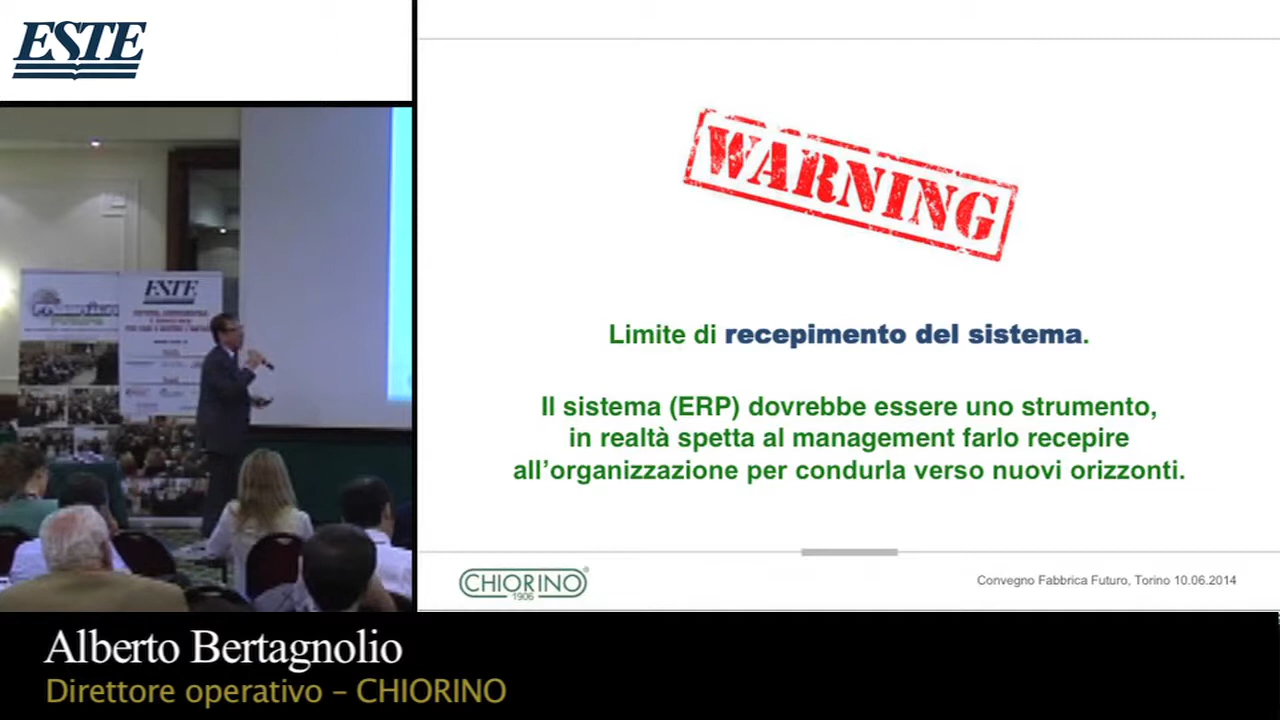 ESTE
ESTE
WARNING
Limite di recepimento del sistema.
Il sistema (ERP) dovrebbe essere uno strumento,
in realtà spetta al management farlo recepire
all'organizzazione per condurla verso nuovi orizzonti.
CHIORINO®
1906
Convegno Fabbrica Futuro, Torino 10.06.2014
Alberto Bertagnolio
Direttore operativo – CHIORINO